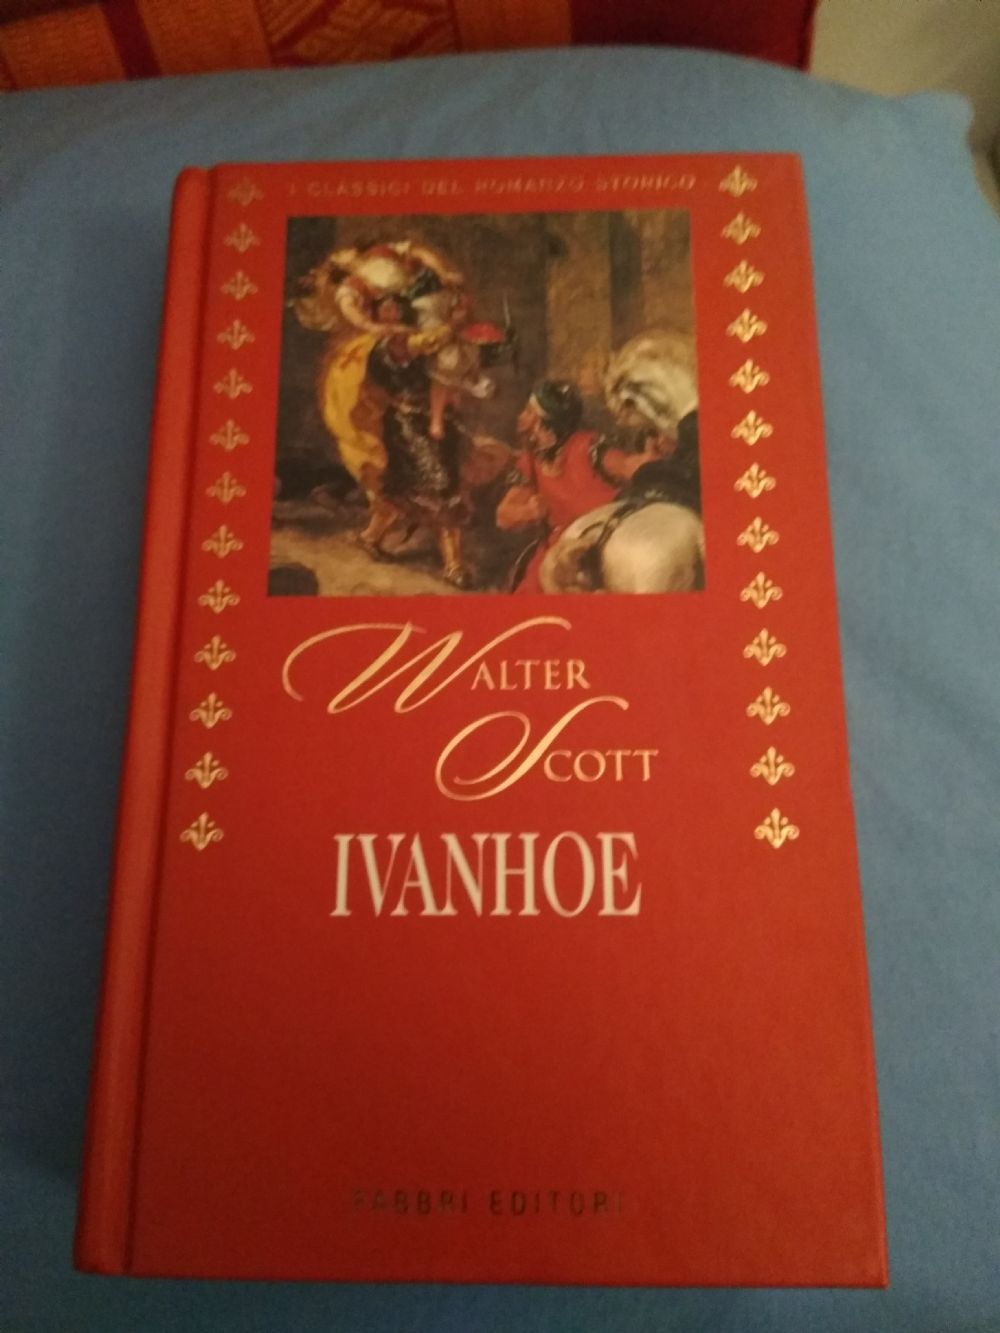 I CLASSICI DEL ROMANZO STORICO
WALTER
SCOTT
IVANHOE
FABBRI EDITORI